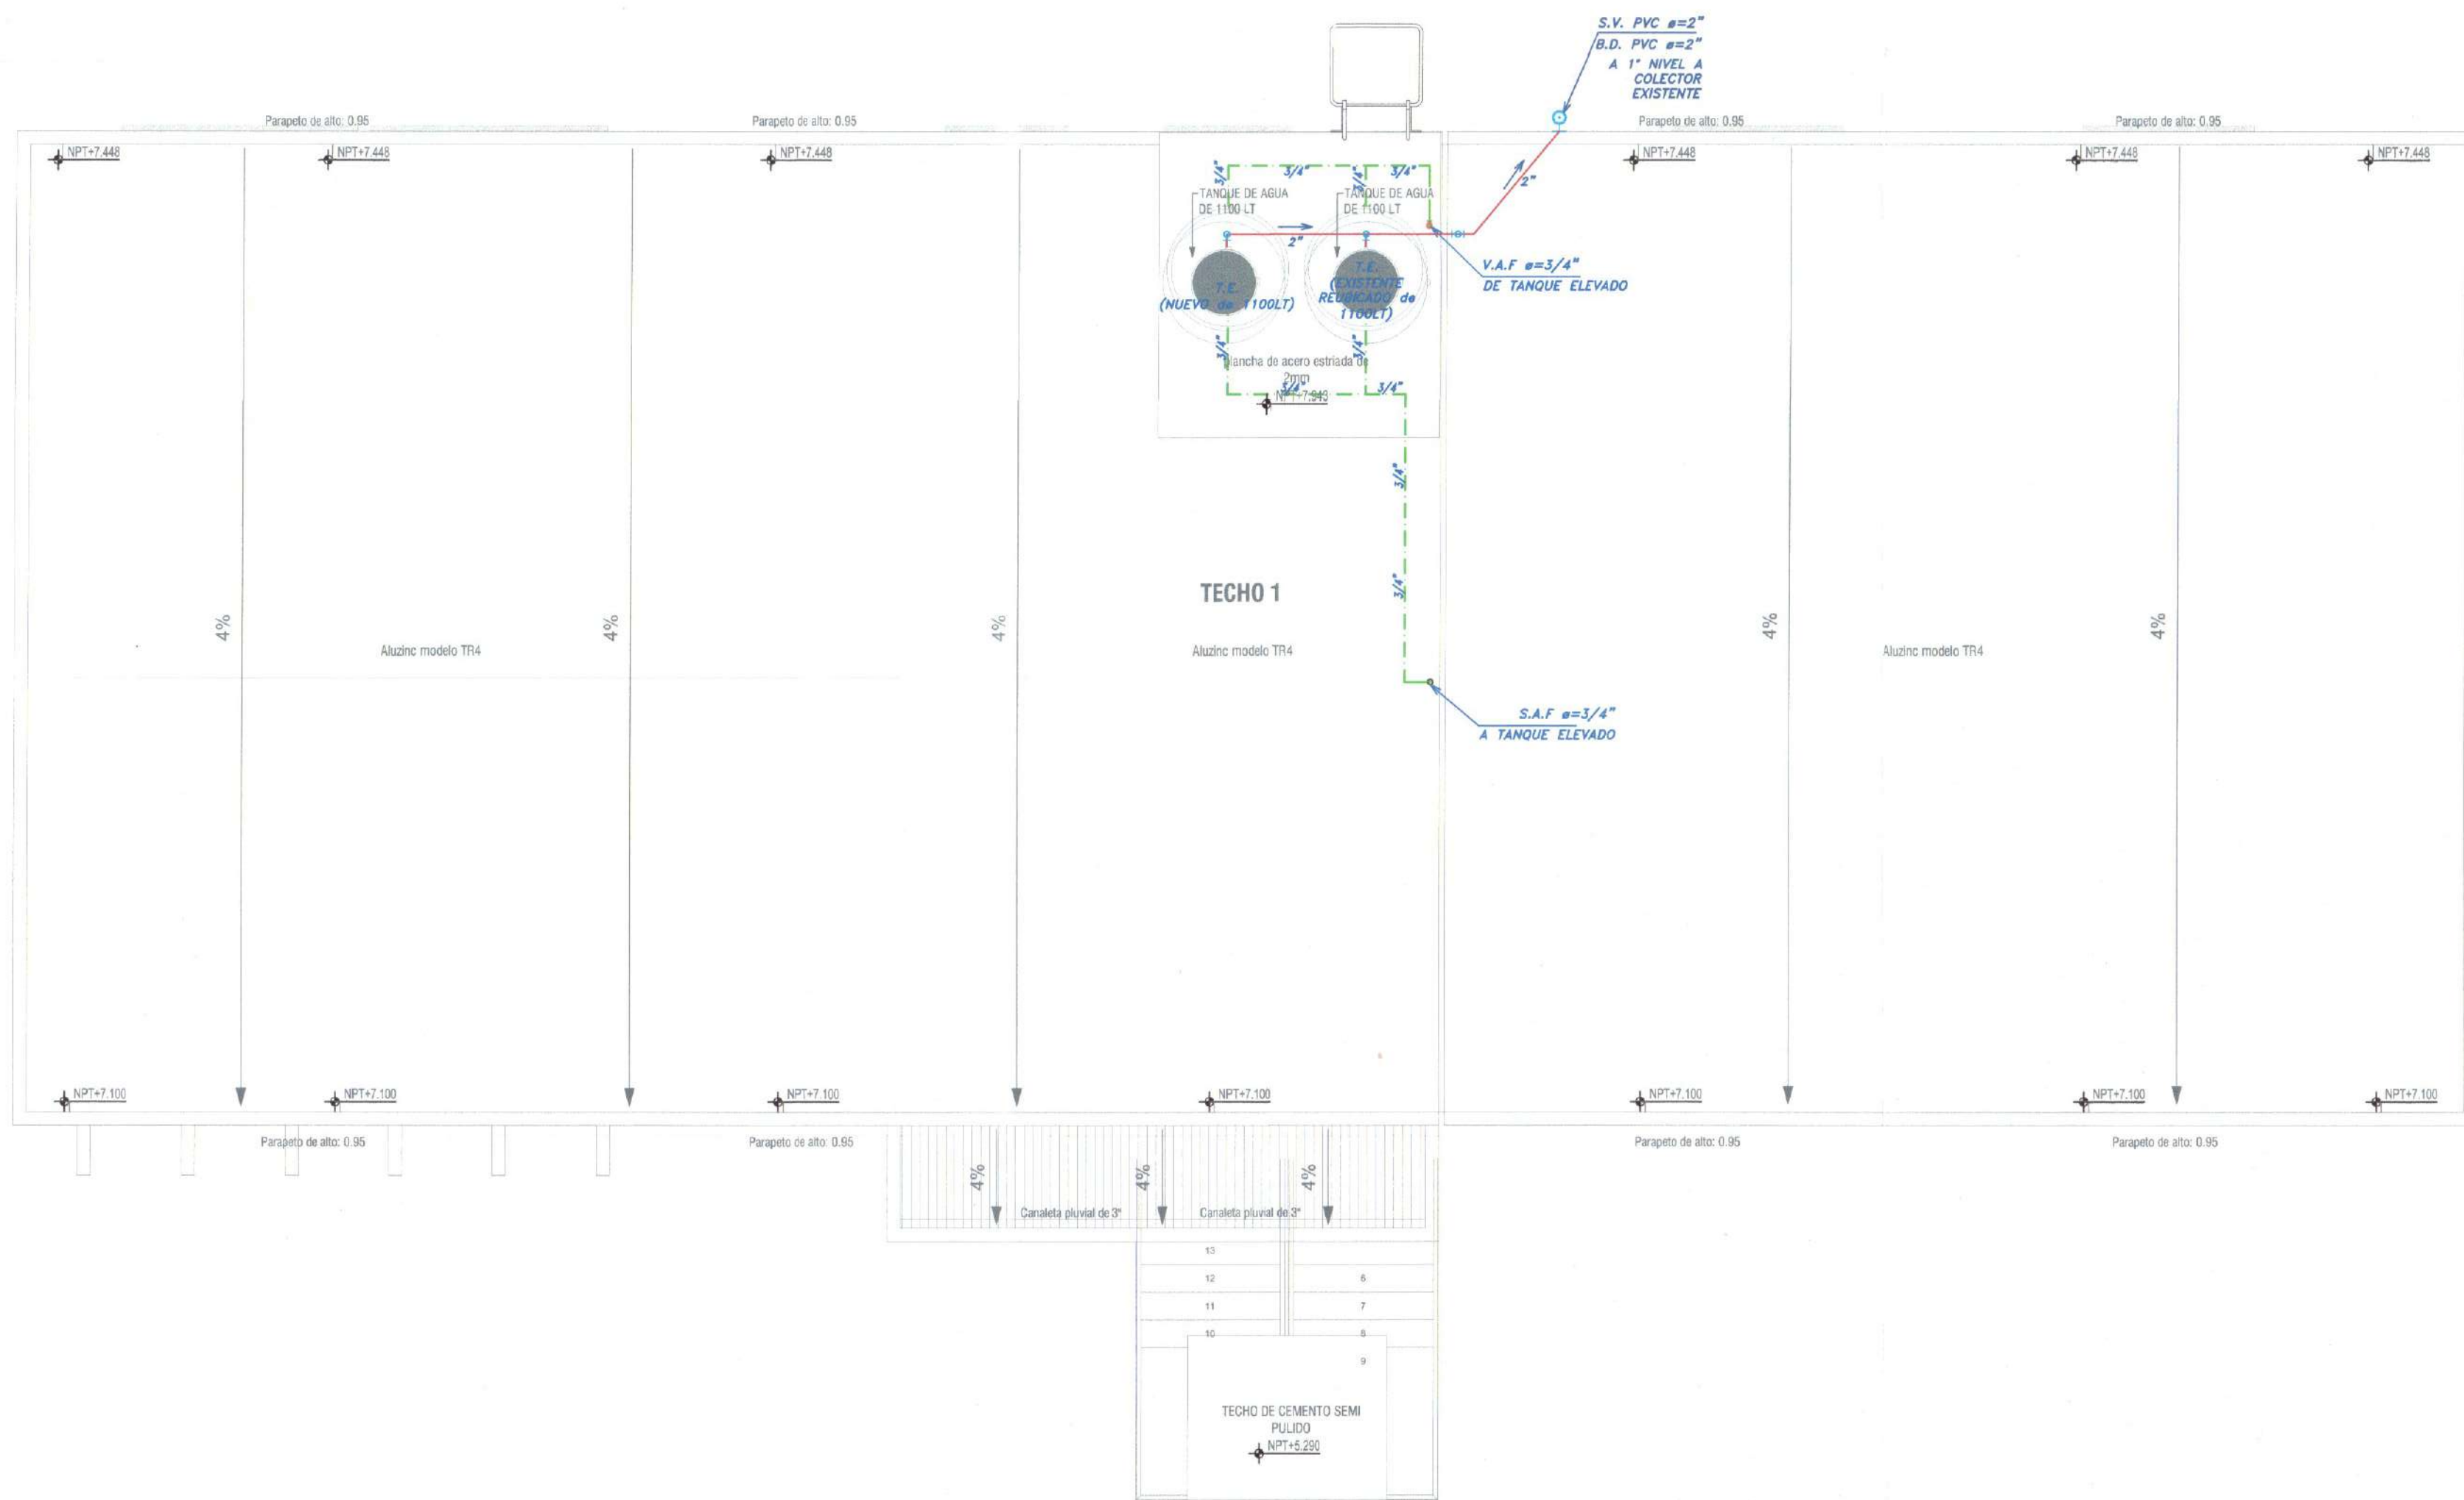 S.V. PVC ø=2"
B.D. PVC ø=2"
A 1° NIVEL A
COLECTOR
EXISTENTE
Parapeto de alto: 0.95
Parapeto de alto: 0.95
Parapeto de alto: 0.95
Parapeto de alto: 0.95
NPT+7.448
NPT+7.448
NPT+7.448
NPT+7.448
NPT+7.448
NPT+7.448
3/4"
3/4"
3/4"
3/4"
2"
TANQUE DE AGUA
DE 1100 LT
TANQUE DE AGUA
DE 1100 LT
2"
V.A.F ø=3/4"
DE TANQUE ELEVADO
T.E.
(NUEVO de 1100LT)
T.E.
(EXISTENTE
REUBICADO de
1100LT)
3/4"
3/4"
plancha de acero estriada de
2mm
3/4"
3/4"
NPT+7.943
3/4"
3/4"
TECHO 1
4%
4%
4%
4%
4%
Aluzinc modelo TR4
Aluzinc modelo TR4
Aluzinc modelo TR4
S.A.F ø=3/4"
A TANQUE ELEVADO
NPT+7.100
NPT+7.100
NPT+7.100
NPT+7.100
NPT+7.100
NPT+7.100
NPT+7.100
Parapeto de alto: 0.95
Parapeto de alto: 0.95
Parapeto de alto: 0.95
Parapeto de alto: 0.95
4%
4%
4%
Canaleta pluvial de 3"
Canaleta pluvial de 3"
13
12
6
11
7
10
8
9
TECHO DE CEMENTO SEMI
PULIDO
NPT+5.290